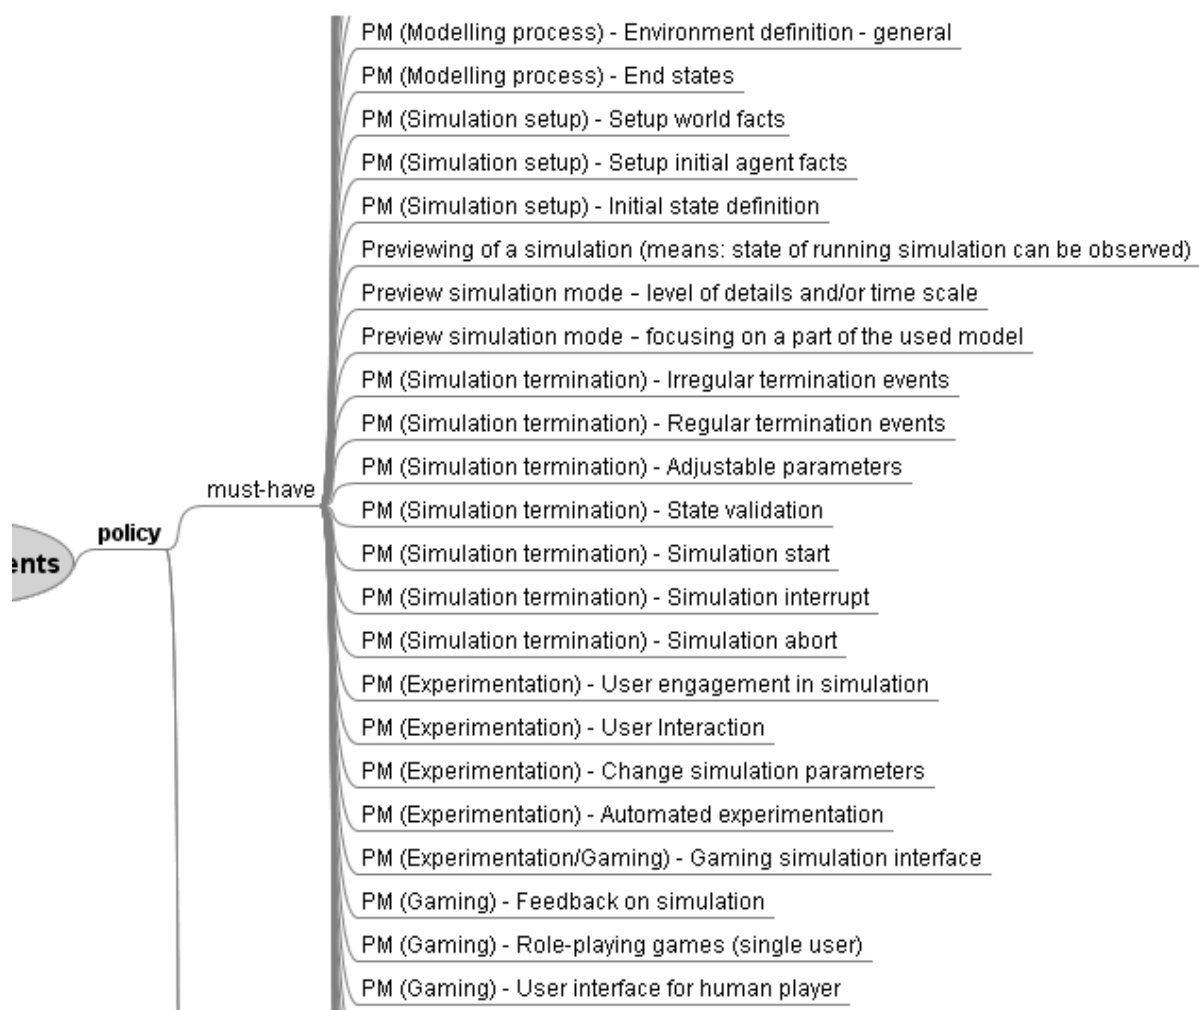 PM (Modelling process) - Environment definition - general
PM (Modelling process) - End states
PM (Simulation setup) - Setup world facts
PM (Simulation setup) - Setup initial agent facts
PM (Simulation setup) - Initial state definition
Previewing of a simulation (means: state of running simulation can be observed)
Preview simulation mode – level of details and/or time scale
Preview simulation mode – focusing on a part of the used model
PM (Simulation termination) - Irregular termination events
PM (Simulation termination) - Regular termination events
PM (Simulation termination) - Adjustable parameters
must-have
PM (Simulation termination) - State validation
policy
PM (Simulation termination) - Simulation start
ents
PM (Simulation termination) - Simulation interrupt
PM (Simulation termination) - Simulation abort
PM (Experimentation) - User engagement in simulation
PM (Experimentation) - User Interaction
PM (Experimentation) - Change simulation parameters
PM (Experimentation) - Automated experimentation
PM (Experimentation/Gaming) - Gaming simulation interface
PM (Gaming) - Feedback on simulation
PM (Gaming) - Role-playing games (single user)
PM (Gaming) - User interface for human player